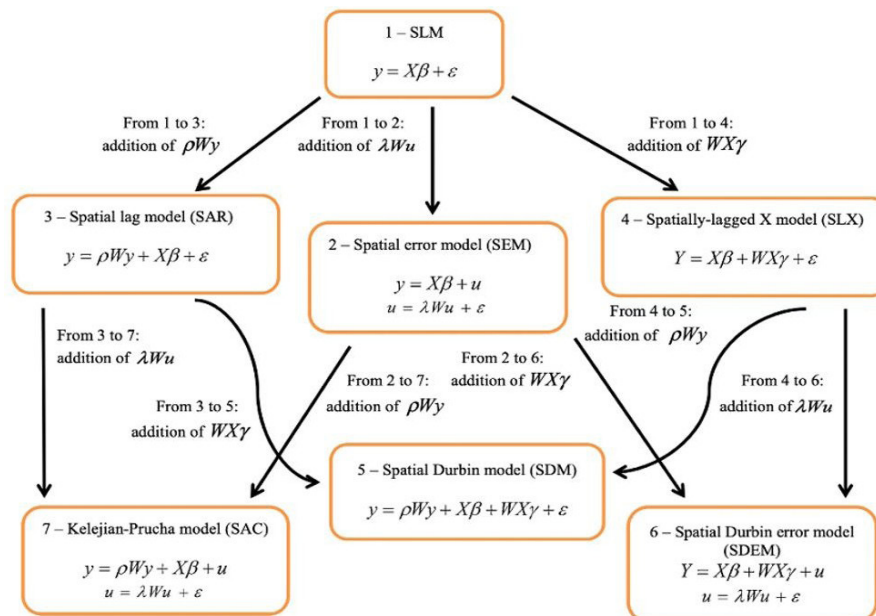 1 – SLM
y = Xβ + ε
From 1 to 3:
addition of ρWy
From 1 to 2:
addition of λWu
From 1 to 4:
addition of WXγ
3 – Spatial lag model (SAR)
y = ρWy + Xβ + ε
2 – Spatial error model (SEM)
y = Xβ + u
u = λWu + ε
4 – Spatially-lagged X model (SLX)
Y = Xβ + WXγ + ε
From 3 to 7:
addition of λWu
From 3 to 5:
addition of WXγ
From 2 to 7:
addition of ρWy
From 2 to 6:
addition of WXγ
From 4 to 5:
addition of ρWy
From 4 to 6:
addition of λWu
7 – Kelejian-Prucha model (SAC)
y = ρWy + Xβ + u
u = λWu + ε
5 – Spatial Durbin model (SDM)
y = ρWy + Xβ + WXγ + ε
6 – Spatial Durbin error model
(SDEM)
Y = Xβ + WXγ + u
u = λWu + ε